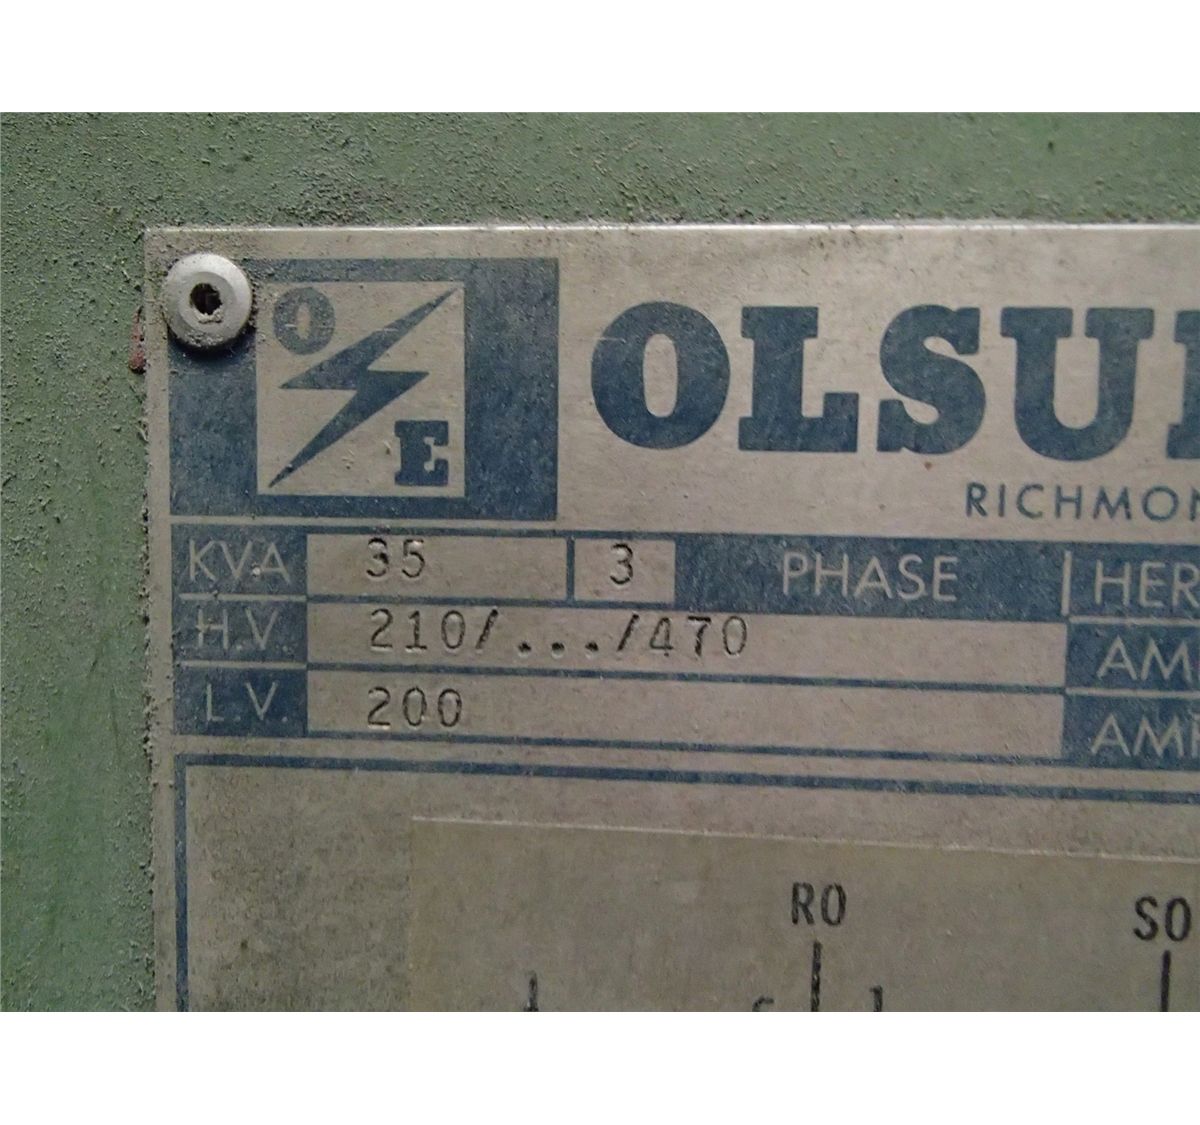 O
E
OLSU
RICHMON
KVA 35 3 PHASE HER
H.V 210/.../470 AM
L.V. 200 AM
RO SO